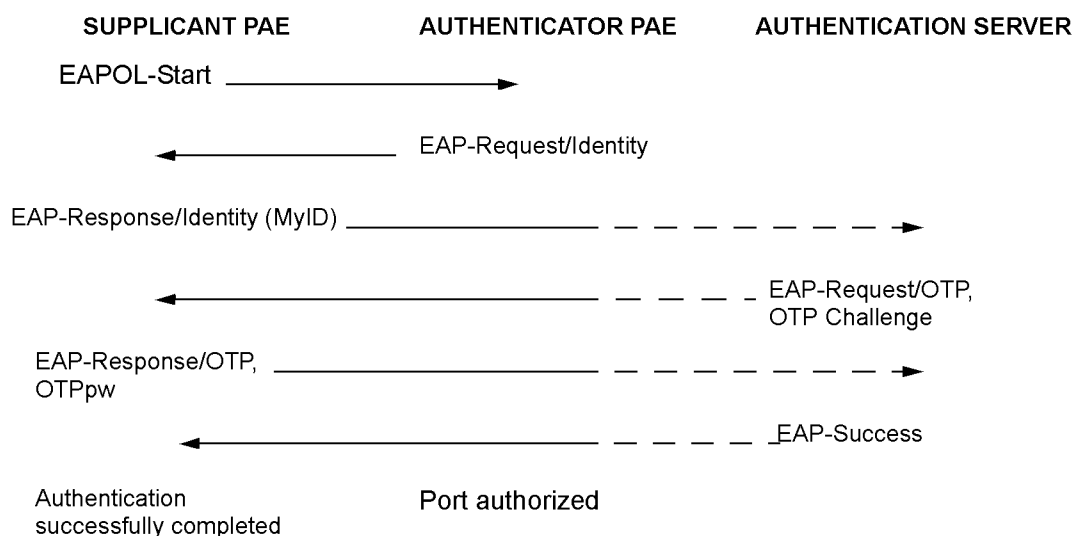 SUPPLICANT PAE AUTHENTICATOR PAE AUTHENTICATION SERVER
EAPOL-Start
EAP-Request/Identity
EAP-Response/Identity (MyID)
EAP-Request/OTP,
OTP Challenge
EAP-Response/OTP,
OTPpw
EAP-Success
Authentication
successfully completed
Port authorized